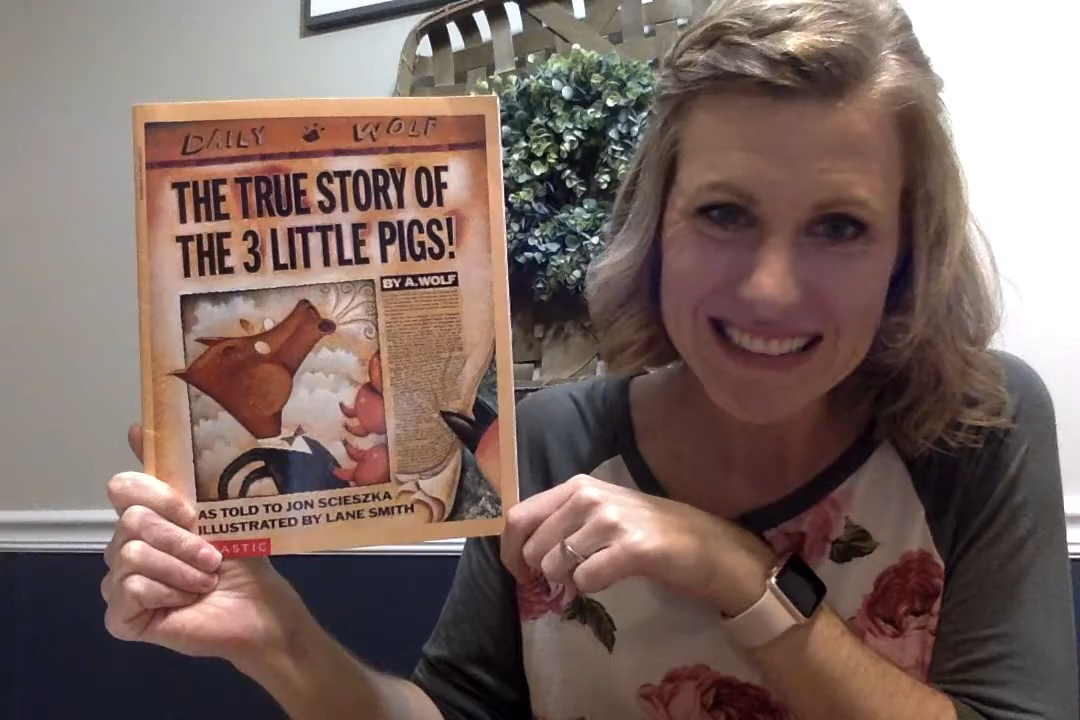 DAILY WOLF
THE TRUE STORY OF
THE 3 LITTLE PIGS!
BY A. WOLF
AS TOLD TO JON SCIESZKA
ILLUSTRATED BY LANE SMITH
ASTIC